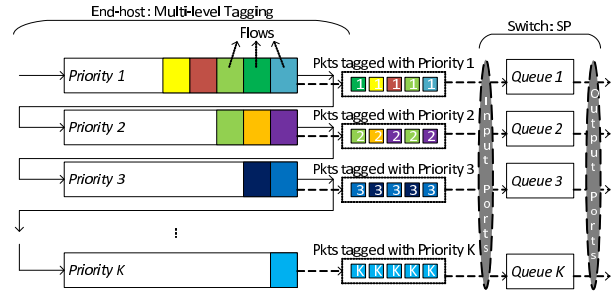 End-host: Multi-level Tagging
Switch: SP
Flows
Priority 1
Pkts tagged with Priority 1
1 1 1 1 1
Queue 1
Priority 2
Pkts tagged with Priority 2
2 2 2 2 2
Queue 2
Priority 3
Pkts tagged with Priority 3
3 3 3 3 3
Queue 3
...
Priority K
Pkts tagged with Priority K
K K K K K
Queue K
Input Ports
Output Ports